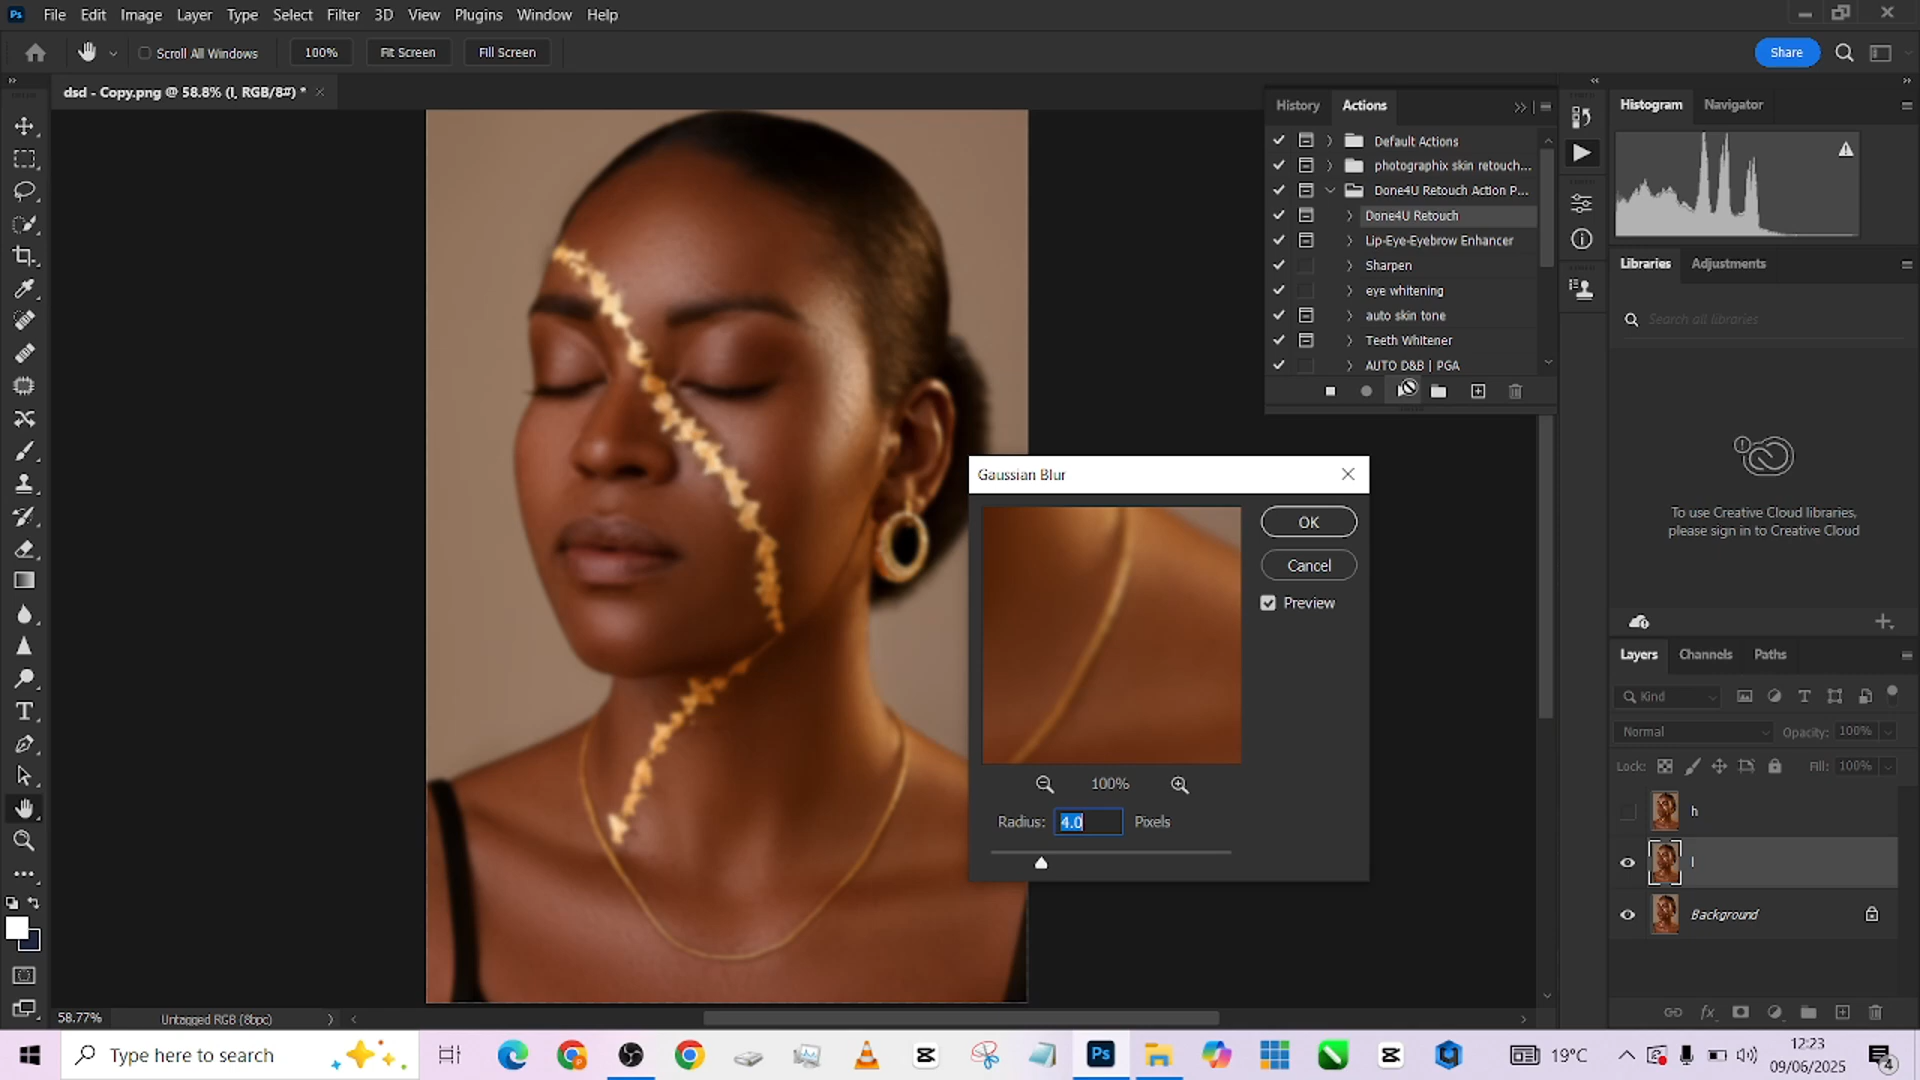 Ps File Edit Image Layer Type Select Filter 3D View Plugins Window Help
Scroll All Windows 100% Fit Screen Fill Screen Share
dsd - Copy.png @ 58.8% (l, RGB/8#) *
History Actions
Default Actions
photographix skin retouch...
Done4U Retouch Action P...
Done4U Retouch
Lip-Eye-Eyebrow Enhancer
Sharpen
eye whitening
auto skin tone
Teeth Whitener
AUTO D&B | PGA
Histogram Navigator
Libraries Adjustments
Search all libraries
To use Creative Cloud libraries,
please sign in to Creative Cloud
Gaussian Blur
OK
Cancel
Preview
100%
Radius: 4.0 Pixels
Layers Channels Paths
Kind
Normal Opacity: 100%
Lock: Fill: 100%
h
l
Background
58.77% Untagged RGB (8bpc)
Type here to search
Ps
19°C
12:23
09/06/2025
4